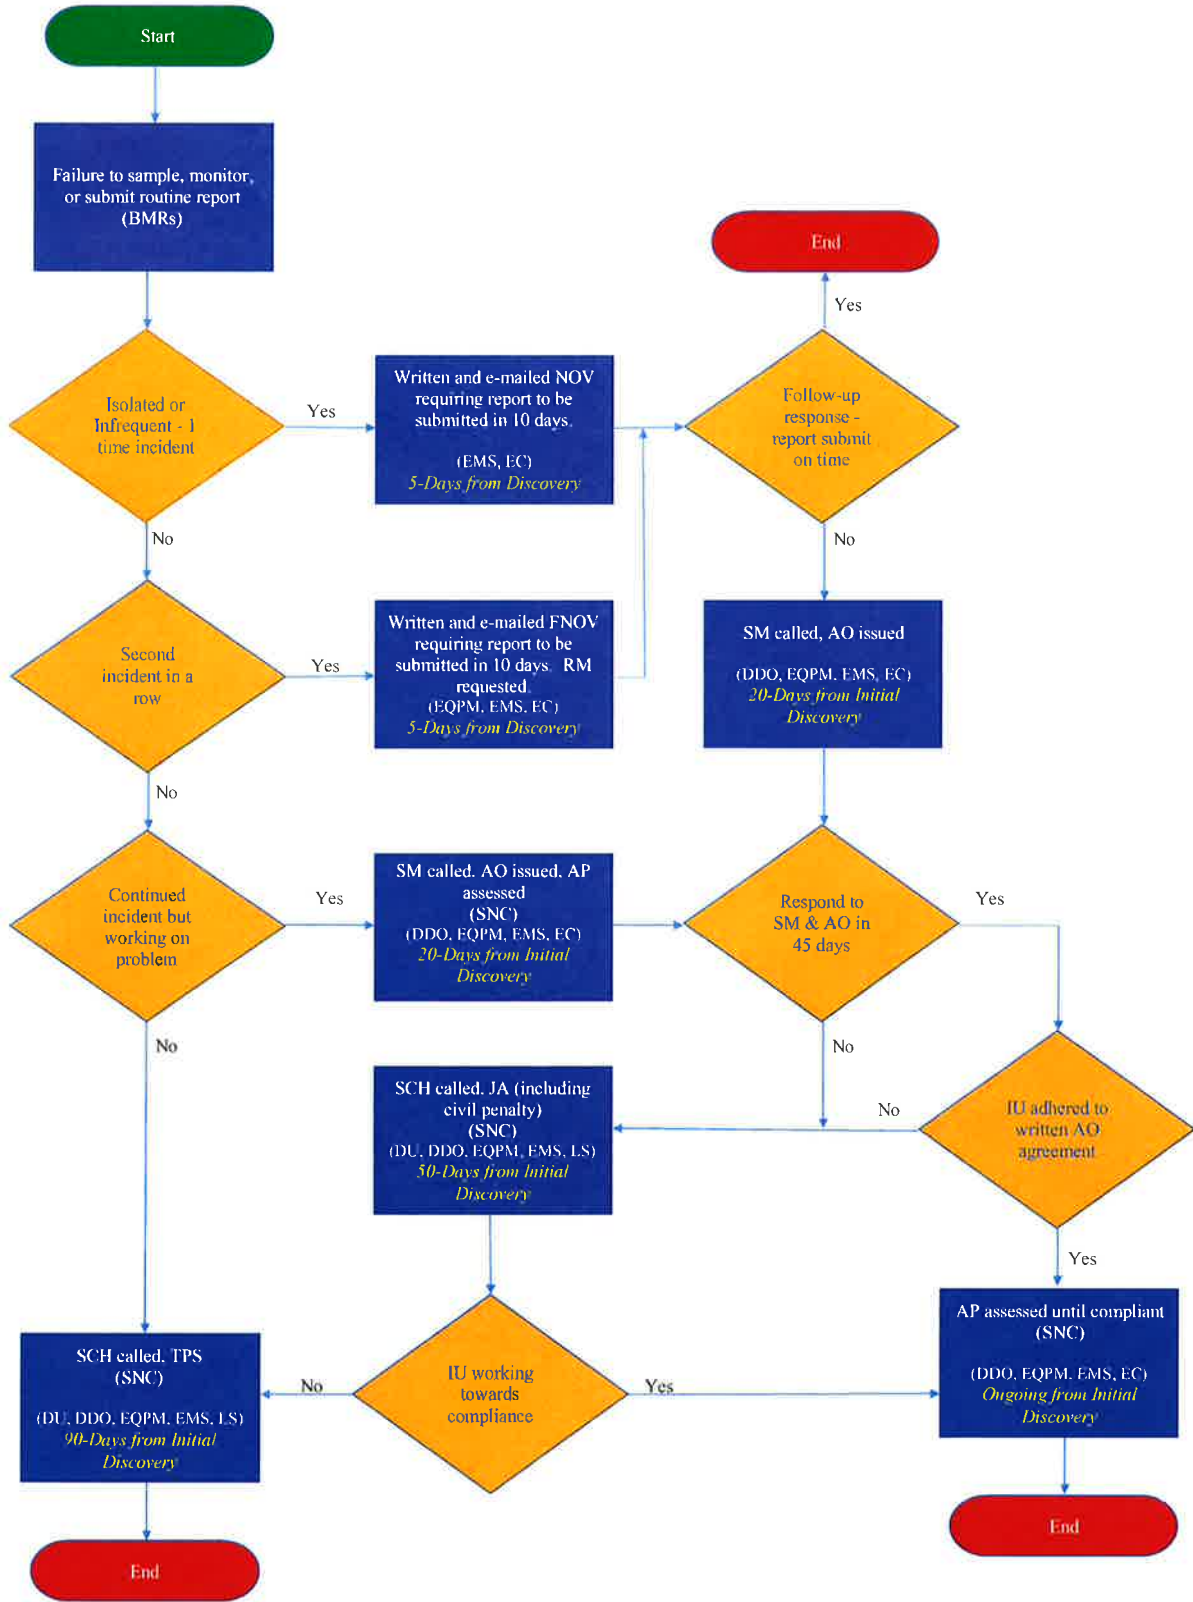 Start
Failure to sample, monitor,
or submit routine report
(BMRs)
End
Yes
Isolated or
Infrequent - 1
time incident
Yes
Written and e-mailed NOV
requiring report to be
submitted in 10 days.
(EMS, EC)
5-Days from Discovery
Follow-up
response -
report submit
on time
No
No
Second
incident in a
row
Yes
Written and e-mailed FNOV
requiring report to be
submitted in 10 days. RM
requested.
(EQPM, EMS, EC)
5-Days from Discovery
SM called, AO issued
(DDO, EQPM, EMS, EC)
20-Days from Initial
Discovery
No
Continued
incident but
working on
problem
Yes
SM called. AO issued, AP
assessed
(SNC)
(DDO, EQPM, EMS, EC)
20-Days from Initial
Discovery
Respond to
SM & AO in
45 days
Yes
No
No
SCH called. JA (including
civil penalty)
(SNC)
(DU, DDO, EQPM, EMS, LS)
50-Days from Initial
Discovery
No
IU adhered to
written AO
agreement
Yes
SCH called, TPS
(SNC)
(DU, DDO, EQPM, EMS, LS)
90-Days from Initial
Discovery
No
IU working
towards
compliance
Yes
AP assessed until compliant
(SNC)
(DDO, EQPM, EMS, EC)
Ongoing from Initial
Discovery
End
End